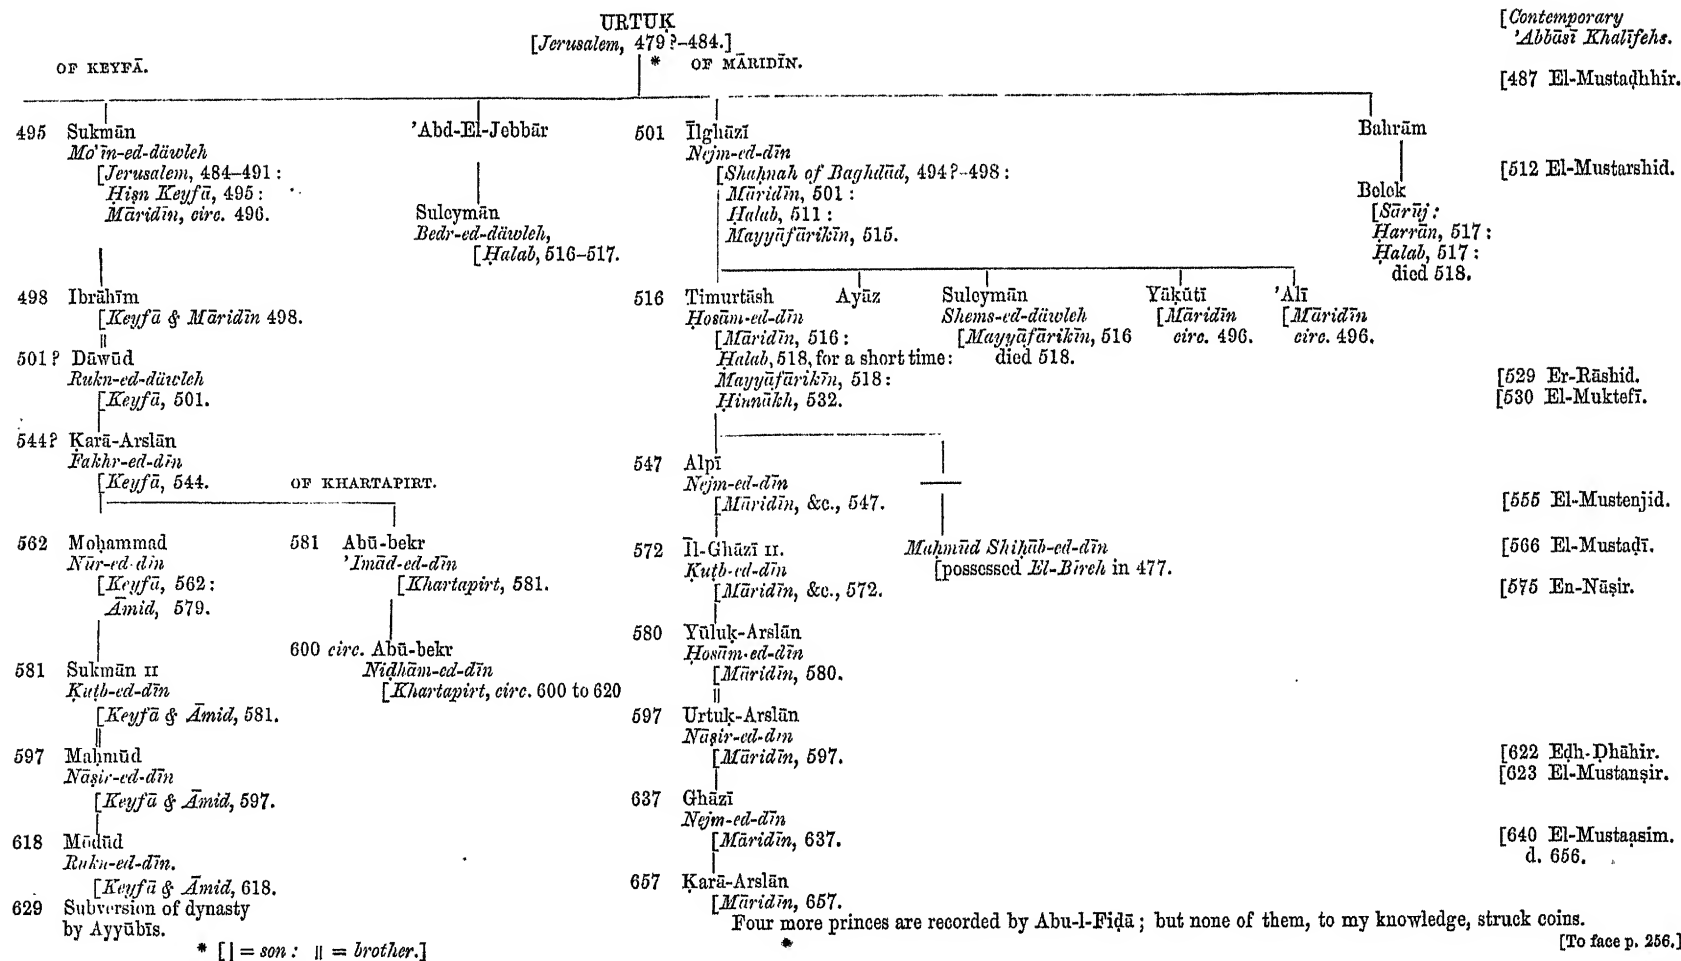 URTUḲ
[Jerusalem, 479?–484.]
* OF MĀRIDĪN.
OF KEYFĀ.
[Contemporary
'Abbāsī Khalīfehs.
[487 El-Mustaḍhhir.
495 Sukmān
Mo'īn-ed-däwleh
[Jerusalem, 484–491 :
Ḥiṣn Keyfā, 495 :
Māridīn, circ. 496.
'Abd-El-Jebbār
Suleymān
Bedr-ed-däwleh,
[Ḥalab, 516–517.
501 Īlghāzī
Nejm-ed-dīn
[Shaḥnah of Baghdād, 494?–498 :
Māridīn, 501 :
Ḥalab, 511 :
Mayyāfārikīn, 515.
Bahrām
Belek
[Sārūj :
Ḥarrān, 517 :
Ḥalab, 517 :
died 518.
[512 El-Mustarshid.
498 Ibrāhīm
[Keyfā & Māridīn 498.
||
501? Dāwūd
Rukn-ed-däwleh
[Keyfā, 501.
544? Ḳarā-Arslān
Fakhr-ed-dīn
[Keyfā, 544.
516 Timurtāsh
Ḥosām-ed-dīn
[Māridīn, 516 :
Ḥalab, 518, for a short time :
Mayyāfārikīn, 518 :
Ḥinnākh, 532.
Ayāz
Suleymān
Shems-ed-däwleh
[Mayyāfārikīn, 516
died 518.
Yāḳūtī
[Māridīn
circ. 496.
'Alī
[Māridīn
circ. 496.
[529 Er-Rāshid.
[530 El-Muktefī.
OF KHARTAPIRT.
547 Alpī
Nejm-ed-dīn
[Māridīn, &c., 547.
[555 El-Mustenjid.
562 Moḥammad
Nūr-ed-dīn
[Keyfā, 562 :
Āmid, 579.
581 Abū-bekr
'Imād-ed-dīn
[Khartapirt, 581.
572 Īl-Ghāzī II.
Ḳuṭb-ed-dīn
[Māridīn, &c., 572.
Maḥmūd Shihāb-ed-dīn
[possessed El-Bīreh in 477.
[566 El-Mustaḍī.
[575 En-Nāṣir.
600 circ. Abū-bekr
Niḍhām-ed-dīn
[Khartapirt, circ. 600 to 620
580 Yūluḳ-Arslān
Ḥosām-ed-dīn
[Māridīn, 580.
||
581 Sukmān II
Ḳuṭb-ed-dīn
[Keyfā & Āmid, 581.
||
597 Maḥmūd
Nāṣir-ed-dīn
[Keyfā & Āmid, 597.
597 Urtuḳ-Arslān
Nāṣir-ed-dīn
[Māridīn, 597.
[622 Eḍh-Ḍhāhir.
[623 El-Mustanṣir.
618 Mōdūd
Rukn-ed-dīn.
[Keyfā & Āmid, 618.
629 Subversion of dynasty
by Ayyūbīs.
637 Ghāzī
Nejm-ed-dīn
[Māridīn, 637.
[640 El-Mustaạsim.
d. 656.
657 Ḳarā-Arslān
[Māridīn, 657.
Four more princes are recorded by Abu-l-Fiḍā ; but none of them, to my knowledge, struck coins.
* [| = son : || = brother.]
*
[To face p. 256.]